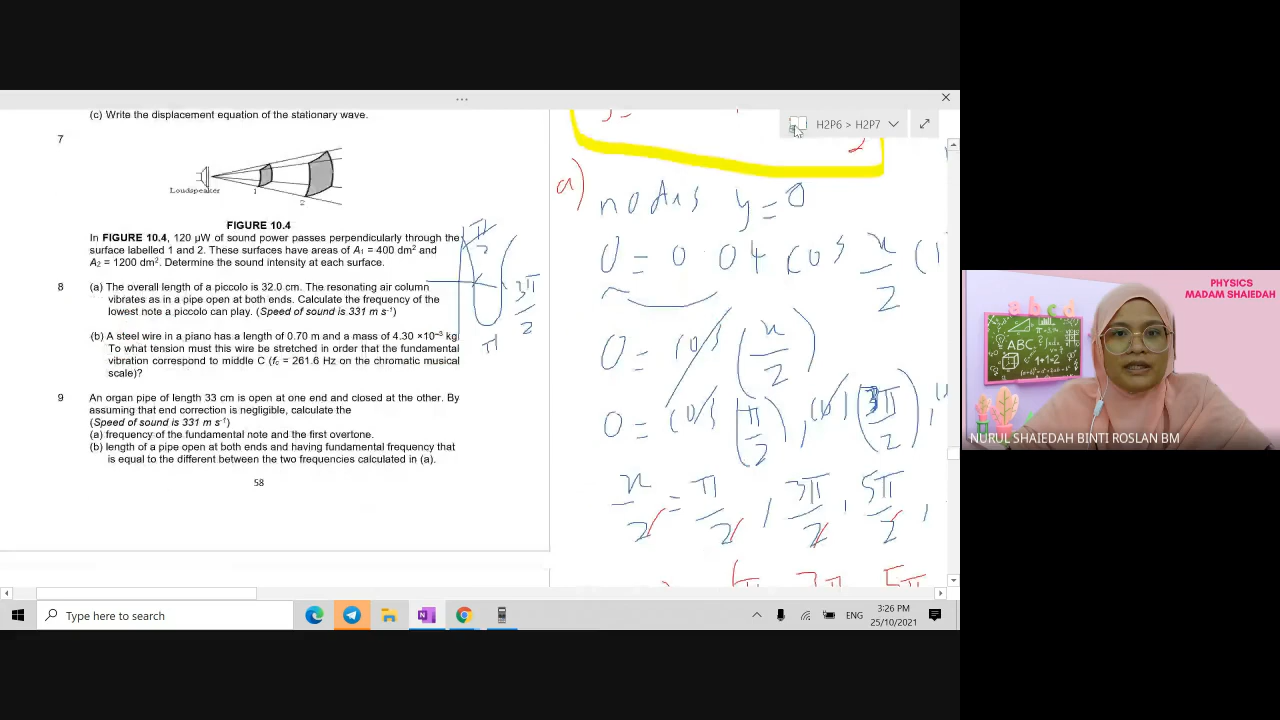 (c) Write the displacement equation of the stationary wave.
7
Loudspeaker
1
2
FIGURE 10.4
In FIGURE 10.4, 120 μW of sound power passes perpendicularly through the
surface labelled 1 and 2. These surfaces have areas of A₁ = 400 dm² and
A₂ = 1200 dm². Determine the sound intensity at each surface.
8 (a) The overall length of a piccolo is 32.0 cm. The resonating air column
vibrates as in a pipe open at both ends. Calculate the frequency of the
lowest note a piccolo can play. (Speed of sound is 331 m s⁻¹)
(b) A steel wire in a piano has a length of 0.70 m and a mass of 4.30 ×10⁻³ kg.
To what tension must this wire be stretched in order that the fundamental
vibration correspond to middle C (f꜀ = 261.6 Hz on the chromatic musical
scale)?
9 An organ pipe of length 33 cm is open at one end and closed at the other. By
assuming that end correction is negligible, calculate the
(Speed of sound is 331 m s⁻¹)
(a) frequency of the fundamental note and the first overtone.
(b) length of a pipe open at both ends and having fundamental frequency that
is equal to the different between the two frequencies calculated in (a).
58
π/2
3π/2
π
H2P6 > H2P7
2
a) nodes y = 0
0 = 0.04 cos x/2 (1
0 = cos (x/2)
0 = cos (π/2), cos (3π/2),
x/2 = π/2, 3π/2, 5π/2,
π 3π 5π
PHYSICS
MADAM SHAIEDAH
a b c d
ABC
NURUL SHAIEDAH BINTI ROSLAN BM
Type here to search
ENG
3:26 PM
25/10/2021